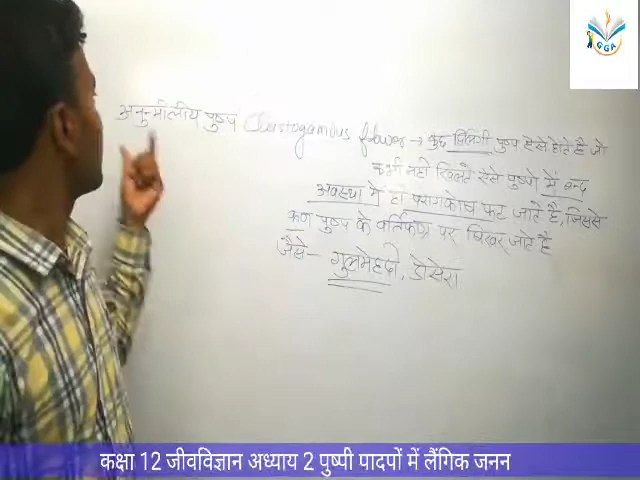 अनुन्मीलीय पुष्प Cleistogamous flower → कुछ द्विलिंगी पुष्प ऐसे होते है जो
कभी नही खिलते ऐसे पुष्पो में बन्द
अवस्था मे ही परागकोष फट जाते हैं, जिससे
कण पुष्प के वर्तिकाग्र पर बिखर जाते है
जैसे – गुलमेहंदी, ड्रोसेरा
GGA
कक्षा 12 जीवविज्ञान अध्याय 2 पुष्पी पादपों में लैंगिक जनन